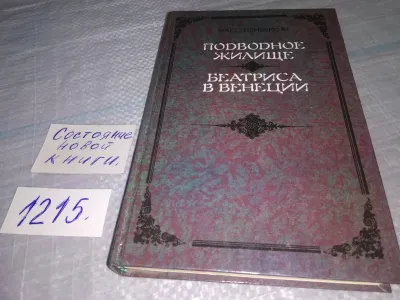 ПОДВОДНОЕ
ЖИЛИЩЕ
БЕАТРИСА
В ВЕНЕЦИИ
Состояние
новой
книги.
1215.